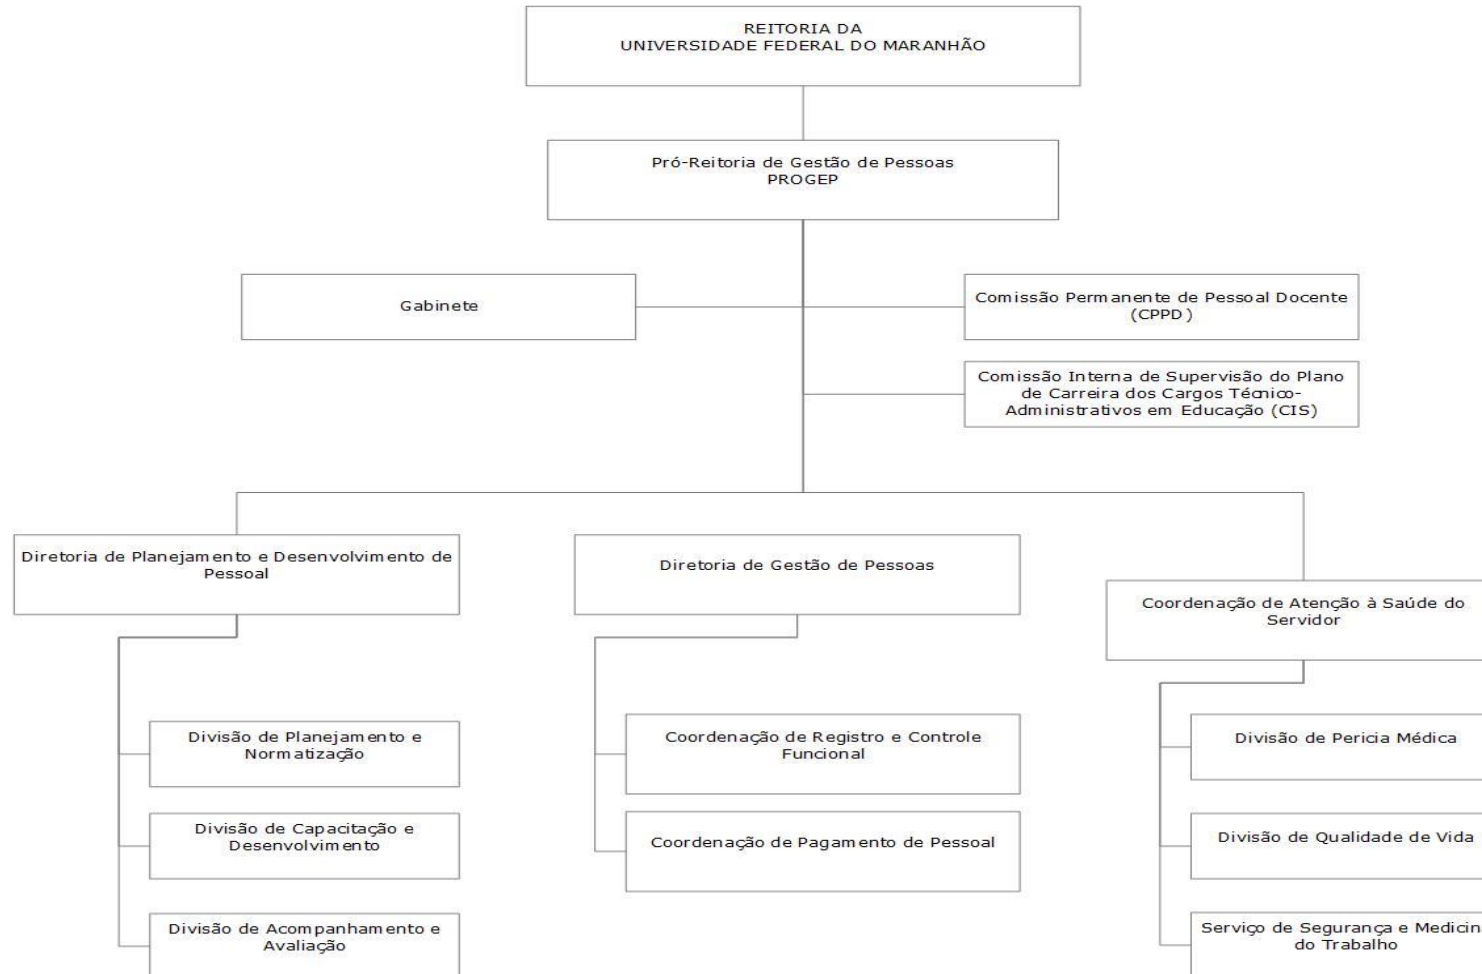 REITORIA DA
UNIVERSIDADE FEDERAL DO MARANHÃO
Pró-Reitoria de Gestão de Pessoas
PROGEP
Gabinete
Comissão Permanente de Pessoal Docente
(CPPD)
Comissão Interna de Supervisão do Plano
de Carreira dos Cargos Técnico-
Administrativos em Educação (CIS)
Diretoria de Planejamento e Desenvolvimento de
Pessoal
Diretoria de Gestão de Pessoas
Coordenação de Atenção à Saúde do
Servidor
Divisão de Planejamento e
Normatização
Divisão de Capacitação e
Desenvolvimento
Divisão de Acompanhamento e
Avaliação
Coordenação de Registro e Controle
Funcional
Coordenação de Pagamento de Pessoal
Divisão de Pericia Médica
Divisão de Qualidade de Vida
Serviço de Segurança e Medicina
do Trabalho